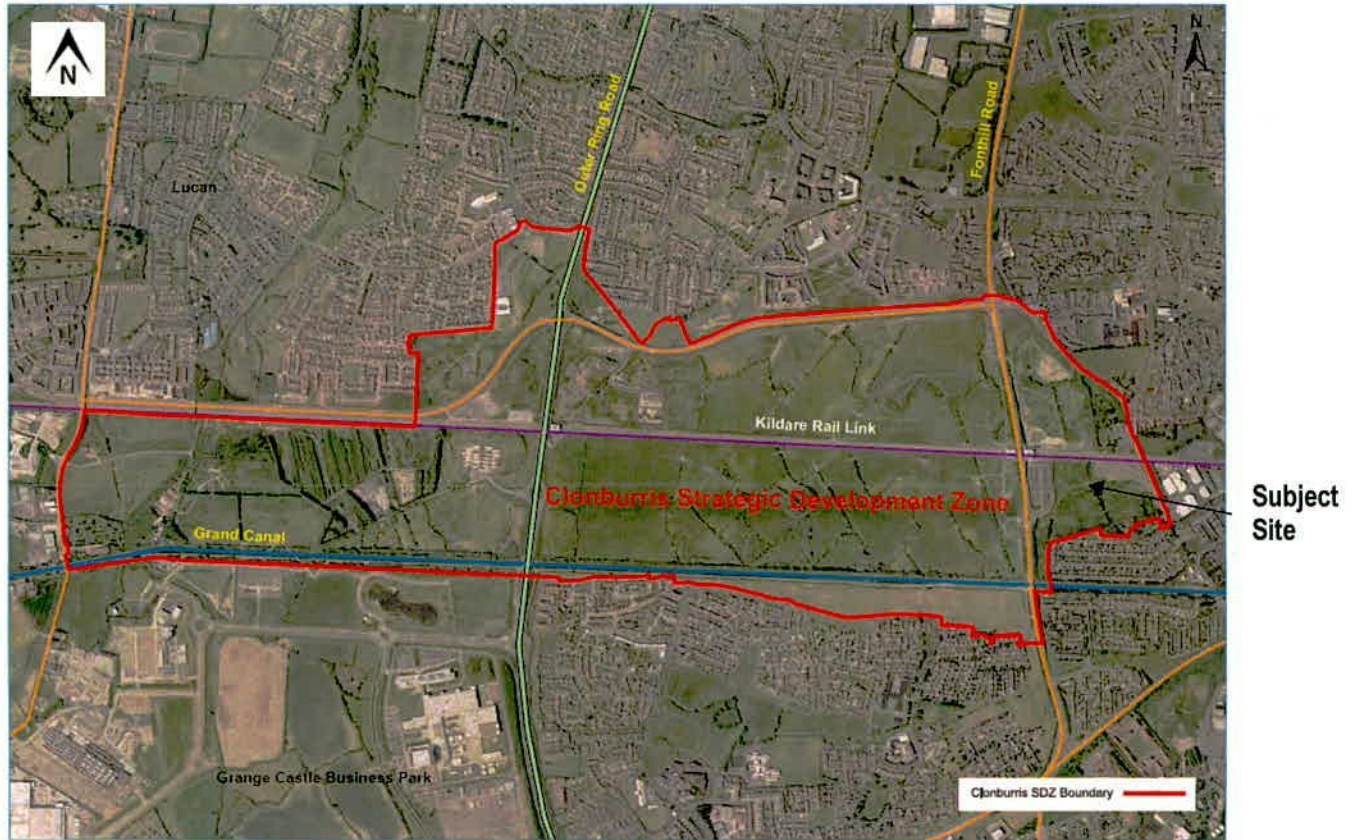 N
N
Outer Ring Road
Fonthill Road
Lucan
Kildare Rail Link
Clonburris Strategic Development Zone
Subject
Site
Grand Canal
Grange Castle Business Park
Clonburris SDZ Boundary